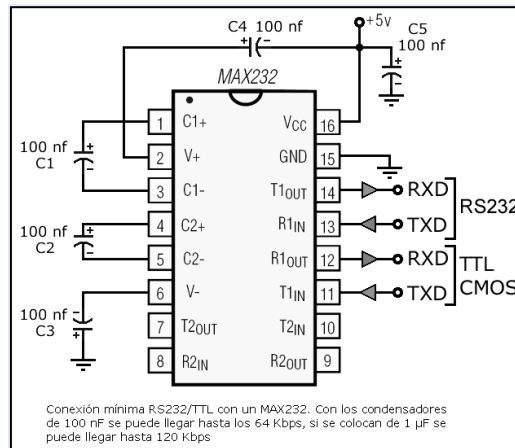 C4 100 nf
+5v
C5
100 nf
MAX232
100 nf
C1
100 nf
C2
100 nf
C3
1 C1+
2 V+
3 C1-
4 C2+
5 C2-
6 V-
7 T2OUT
8 R2IN
VCC 16
GND 15
T1OUT 14
R1IN 13
R1OUT 12
T1IN 11
T2IN 10
R2OUT 9
RXD
TXD
RS232
RXD
TXD
TTL
CMOS
Conexión mínima RS232/TTL con un MAX232. Con los condensadores
de 100 nF se puede llegar hasta los 64 Kbps, si se colocan de 1 µF se
puede llegar hasta 120 Kbps